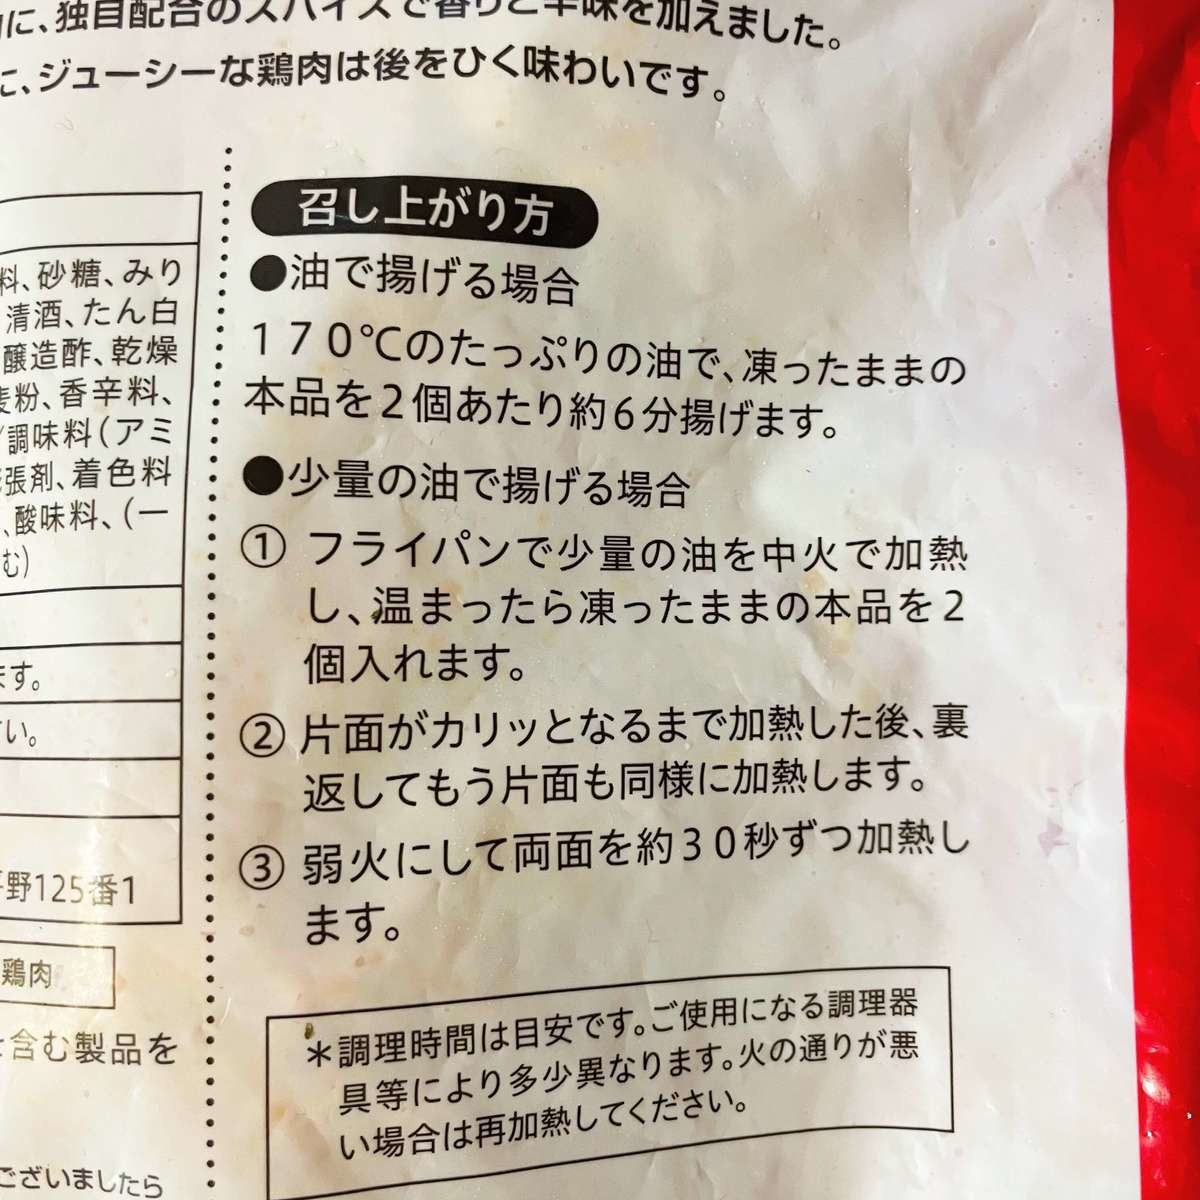 に、独自配合のスパイスで香りと辛味を加えました。
に、ジューシーな鶏肉は後をひく味わいです。
料、砂糖、みり
清酒、たん白
醸造酢、乾燥
麦粉、香辛料、
/調味料(アミ
膨張剤、着色料
、酸味料、(一
む)
ます。
さい。
野125番1
鶏肉
含む製品を
ございましたら
召し上がり方
●油で揚げる場合
170℃のたっぷりの油で、凍ったままの
本品を2個あたり約6分揚げます。
●少量の油で揚げる場合
① フライパンで少量の油を中火で加熱
し、温まったら凍ったままの本品を2
個入れます。
② 片面がカリッとなるまで加熱した後、裏
返してもう片面も同様に加熱します。
③ 弱火にして両面を約30秒ずつ加熱し
ます。
＊調理時間は目安です。ご使用になる調理器
具等により多少異なります。火の通りが悪
い場合は再加熱してください。